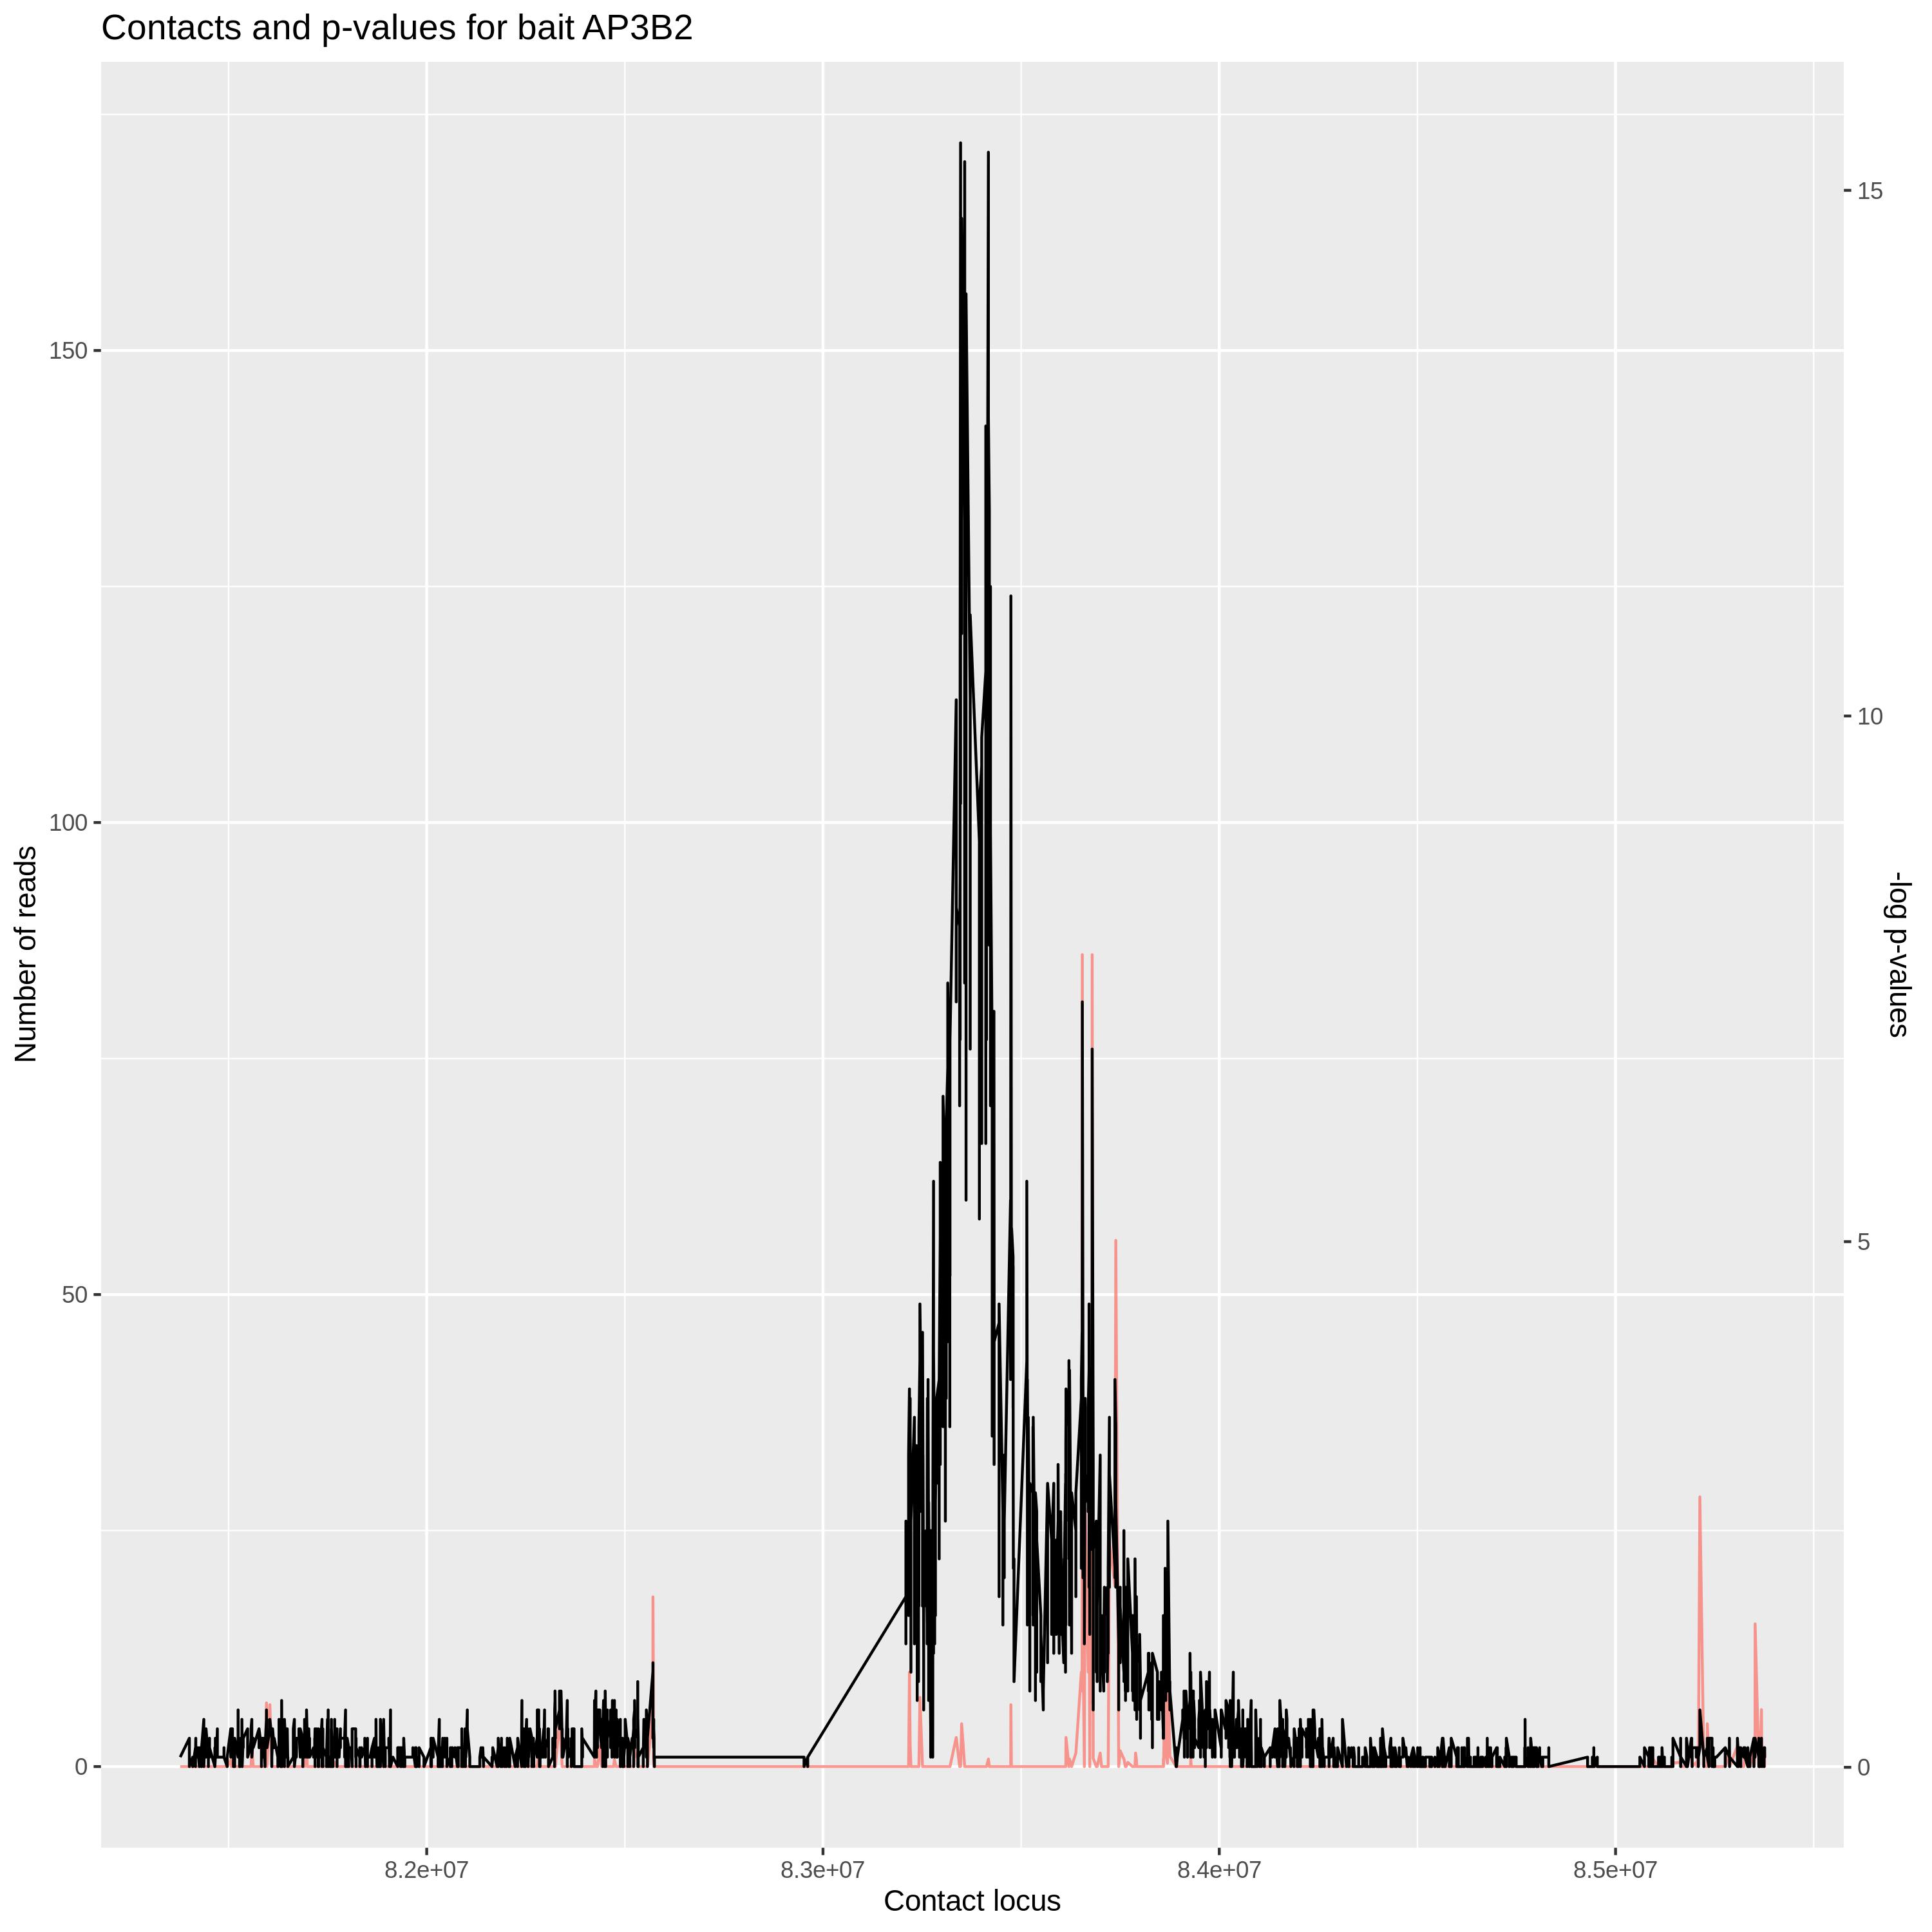 Contacts and p-values for bait AP3B2
150
100
50
0
15
10
5
0
Number of reads
-log p-values
8.2e+07
8.3e+07
8.4e+07
8.5e+07
Contact locus